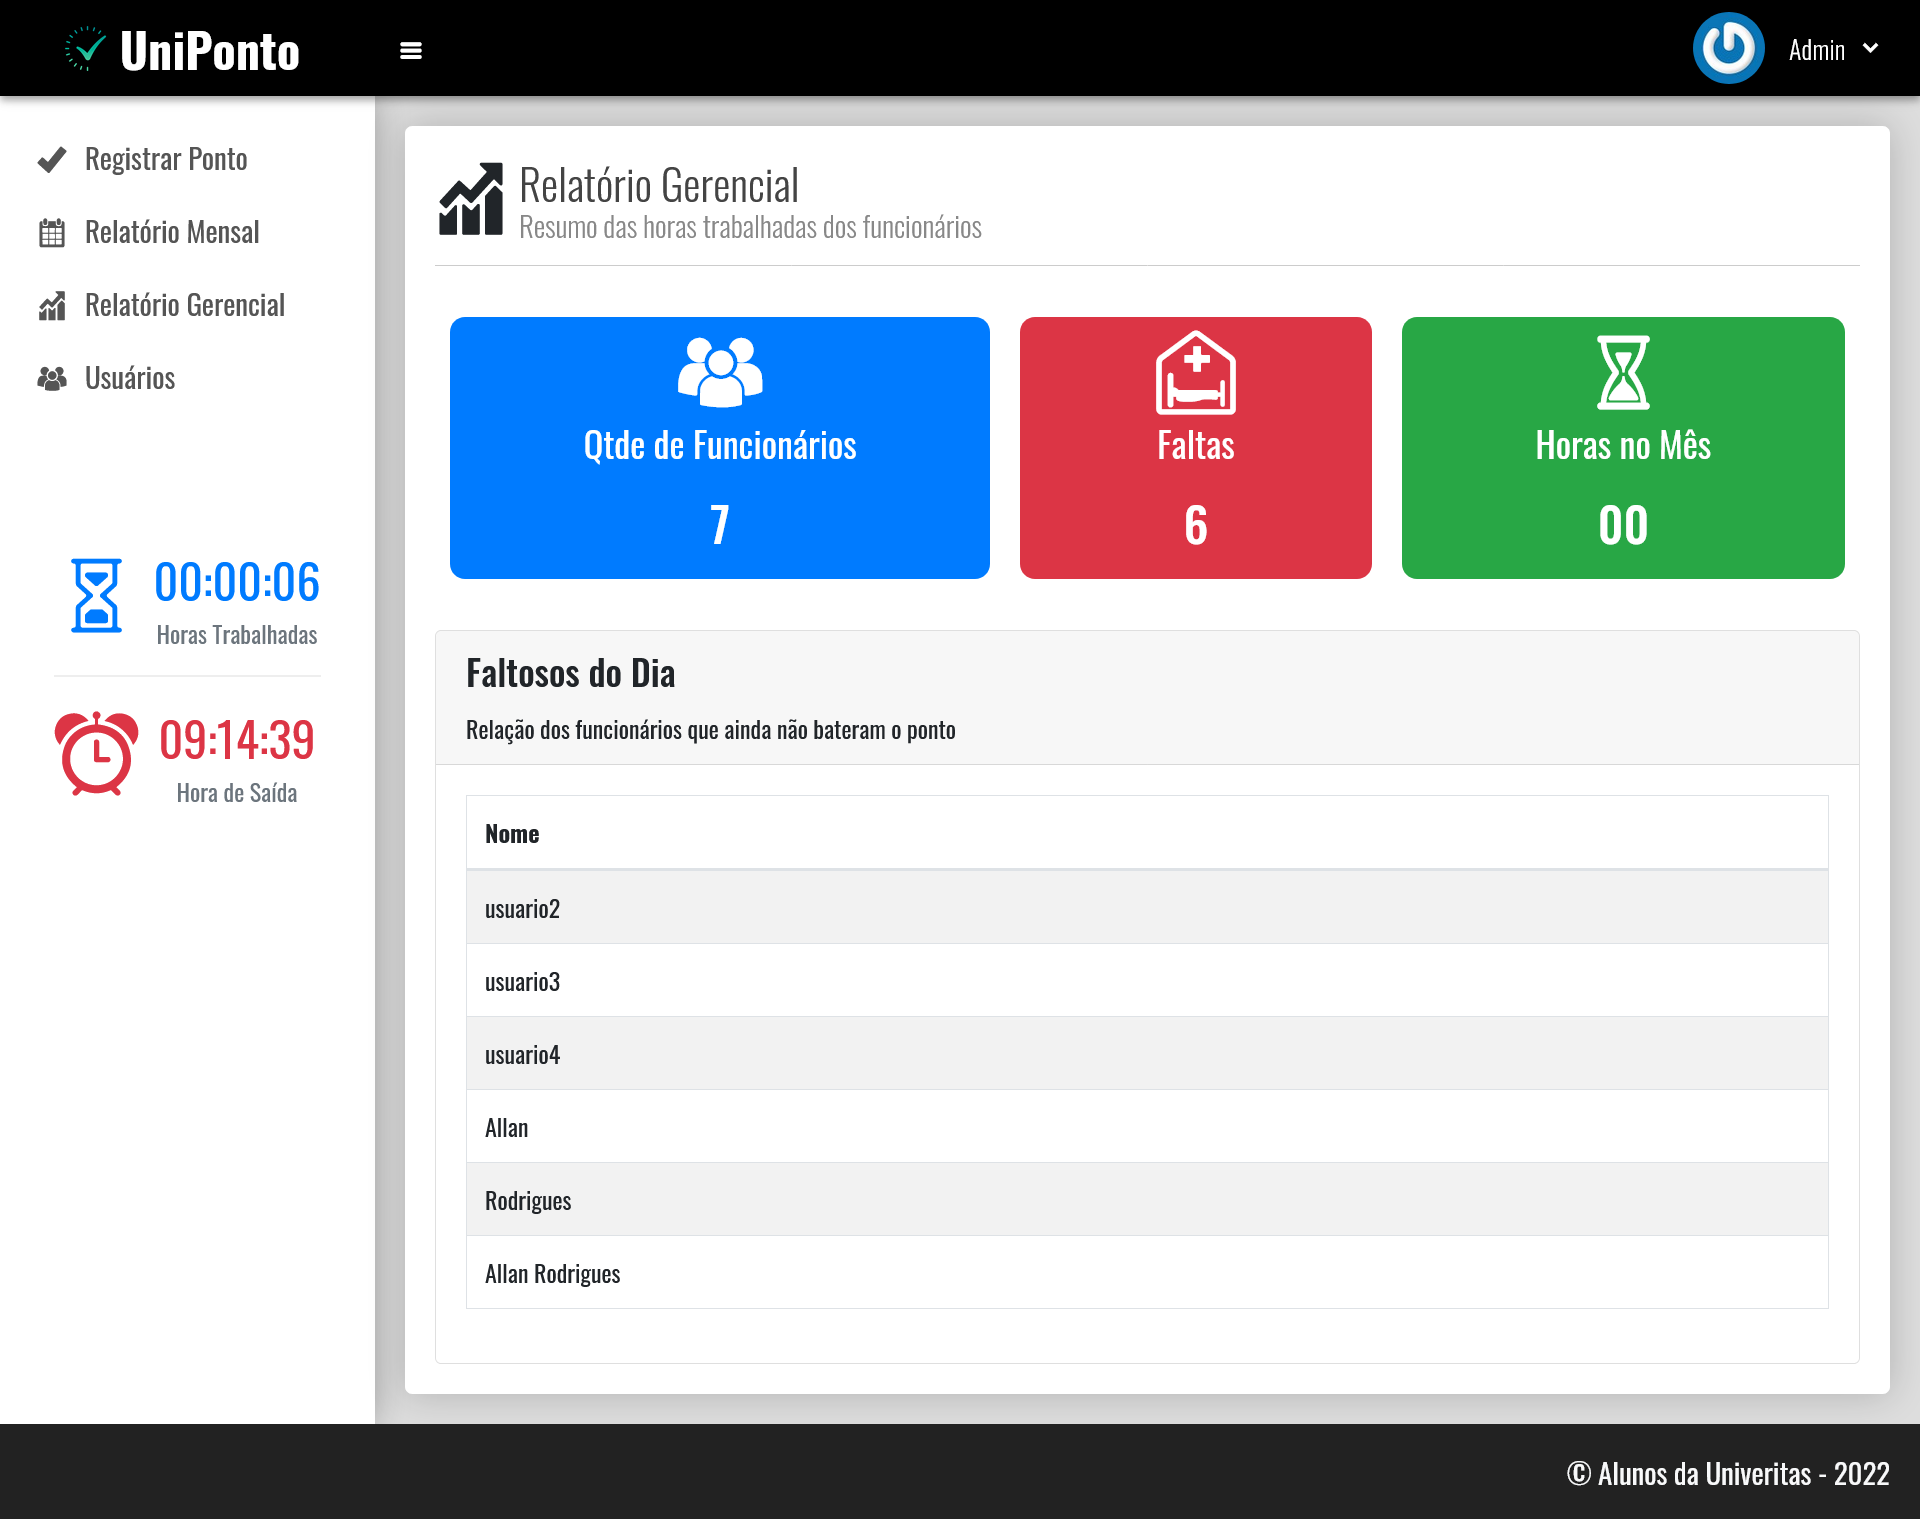 UniPonto
Admin
Registrar Ponto
Relatório Mensal
Relatório Gerencial
Usuários
00:00:06
Horas Trabalhadas
09:14:39
Hora de Saída
Relatório Gerencial
Resumo das horas trabalhadas dos funcionários
Qtde de Funcionários
7
Faltas
6
Horas no Mês
00
Faltosos do Dia
Relação dos funcionários que ainda não bateram o ponto
Nome
usuario2
usuario3
usuario4
Allan
Rodrigues
Allan Rodrigues
© Alunos da Univeritas - 2022